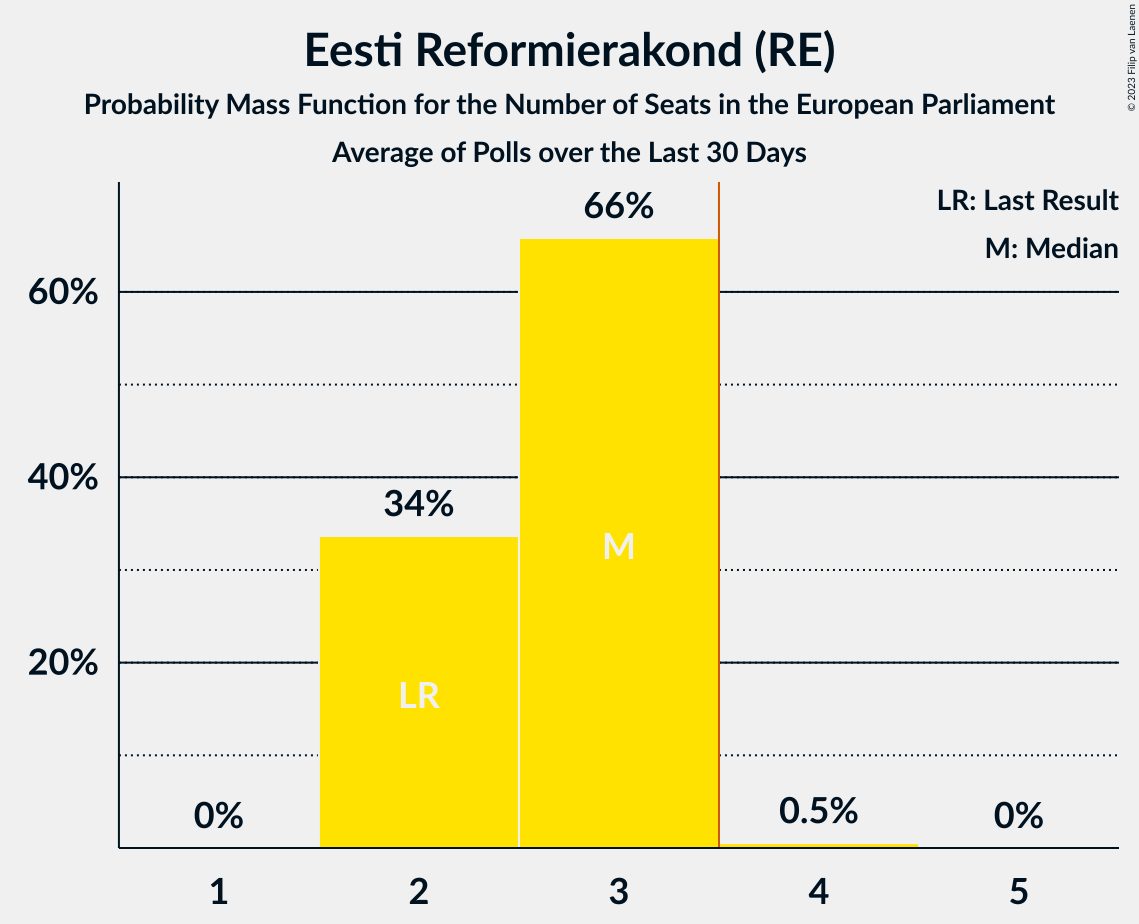 Eesti Reformierakond (RE)
Probability Mass Function for the Number of Seats in the European Parliament
Average of Polls over the Last 30 Days
© 2023 Filip van Laenen
LR: Last Result
M: Median
66%
60%
40%
34%
M
20%
LR
0%
0.5%
0%
1 2 3 4 5